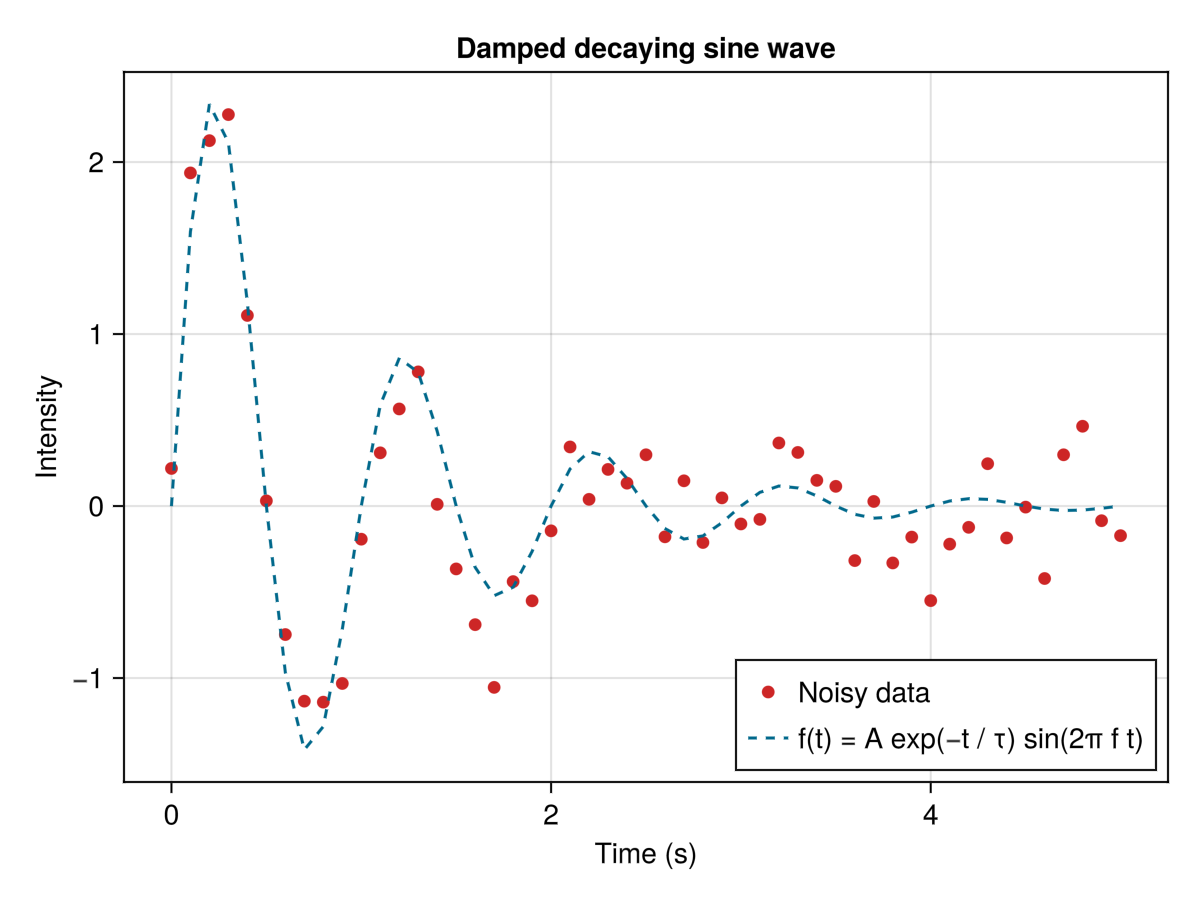 Damped decaying sine wave
Intensity
2
1
0
−1
Noisy data
f(t) = A exp(−t / τ) sin(2π f t)
0 2 4
Time (s)